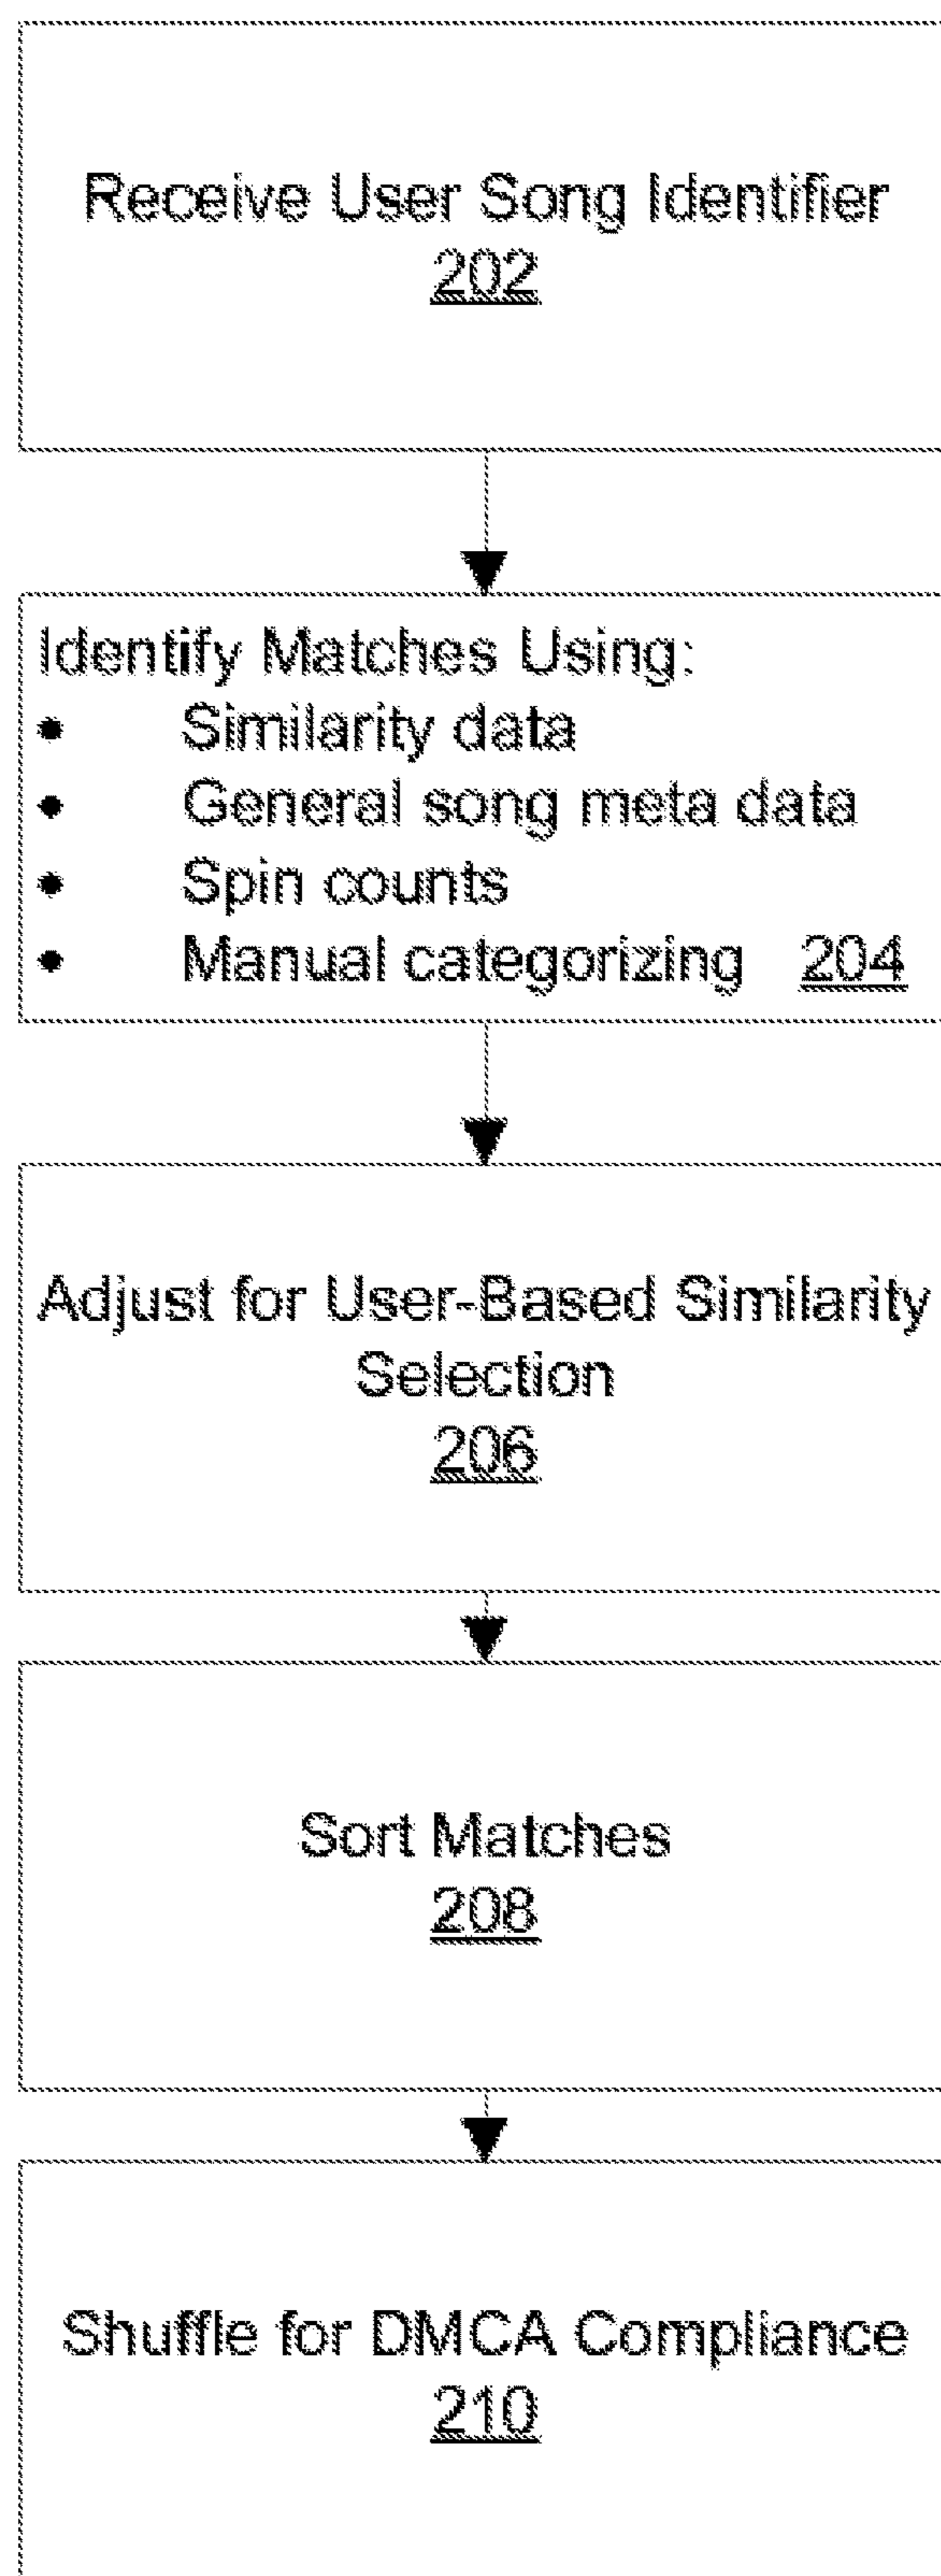 Receive User Song Identifier
202
Identify Matches Using:
• Similarity data
• General song meta data
• Spin counts
• Manual categorizing 204
Adjust for User-Based Similarity
Selection
206
Sort Matches
208
Shuffle for DMCA Compliance
210